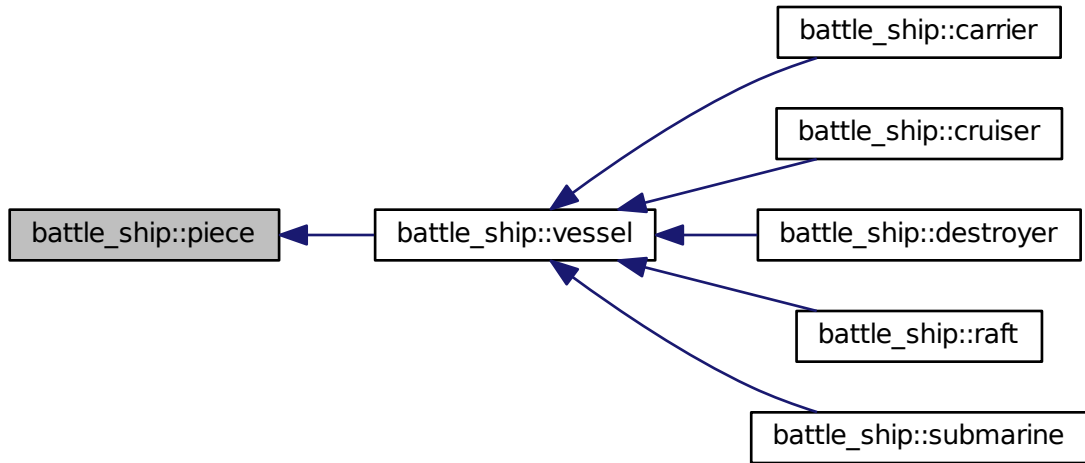 battle_ship::carrier
battle_ship::cruiser
battle_ship::piece
battle_ship::vessel
battle_ship::destroyer
battle_ship::raft
battle_ship::submarine